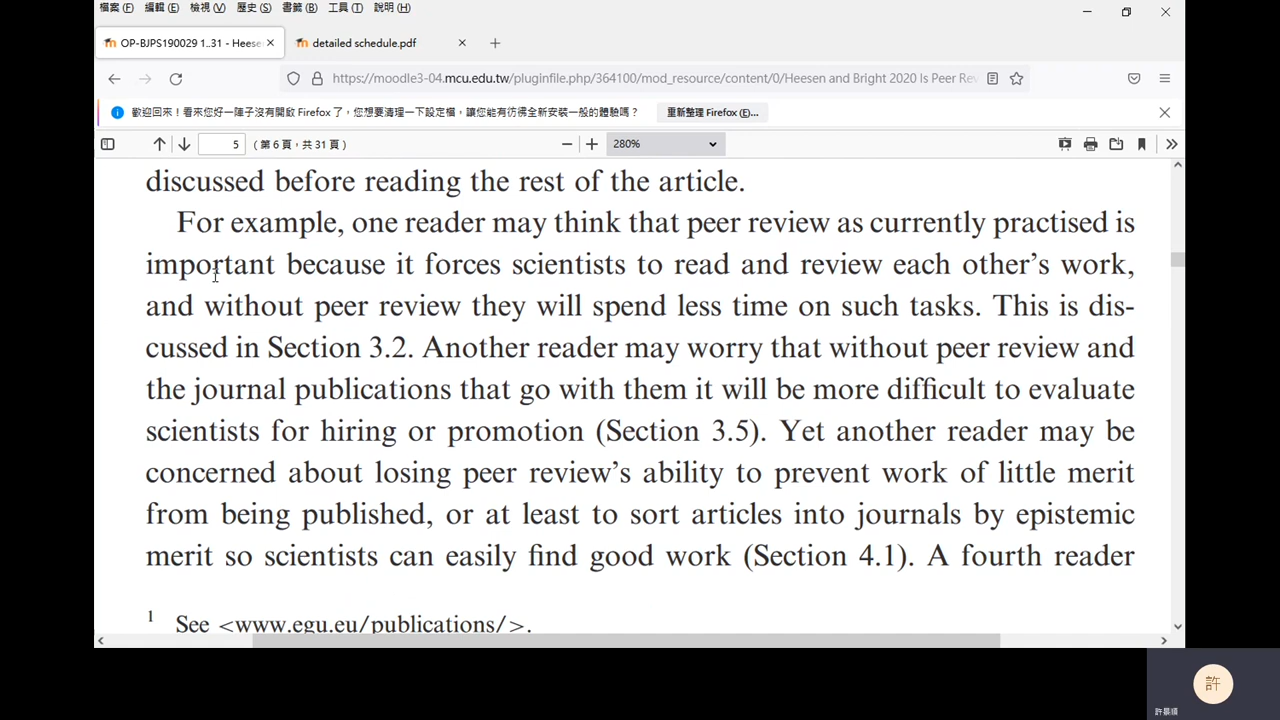 檔案(F) 編輯(E) 檢視(V) 歷史(S) 書籤(B) 工具(T) 說明(H)
OP-BJPS190029 1..31 - Heese
detailed schedule.pdf
https://moodle3-04.mcu.edu.tw/pluginfile.php/364100/mod_resource/content/0/Heesen and Bright 2020 Is Peer Rev
歡迎回來！看來您好一陣子沒有開啟 Firefox 了，您想要清理一下設定檔，讓您能有彷彿全新安裝一般的體驗嗎？
重新整理 Firefox (E)...
5 (第 6 頁，共 31 頁)
280%
discussed before reading the rest of the article.
For example, one reader may think that peer review as currently practised is
important because it forces scientists to read and review each other's work,
and without peer review they will spend less time on such tasks. This is dis-
cussed in Section 3.2. Another reader may worry that without peer review and
the journal publications that go with them it will be more difficult to evaluate
scientists for hiring or promotion (Section 3.5). Yet another reader may be
concerned about losing peer review's ability to prevent work of little merit
from being published, or at least to sort articles into journals by epistemic
merit so scientists can easily find good work (Section 4.1). A fourth reader
1 See <www.egu.eu/publications/>.
許